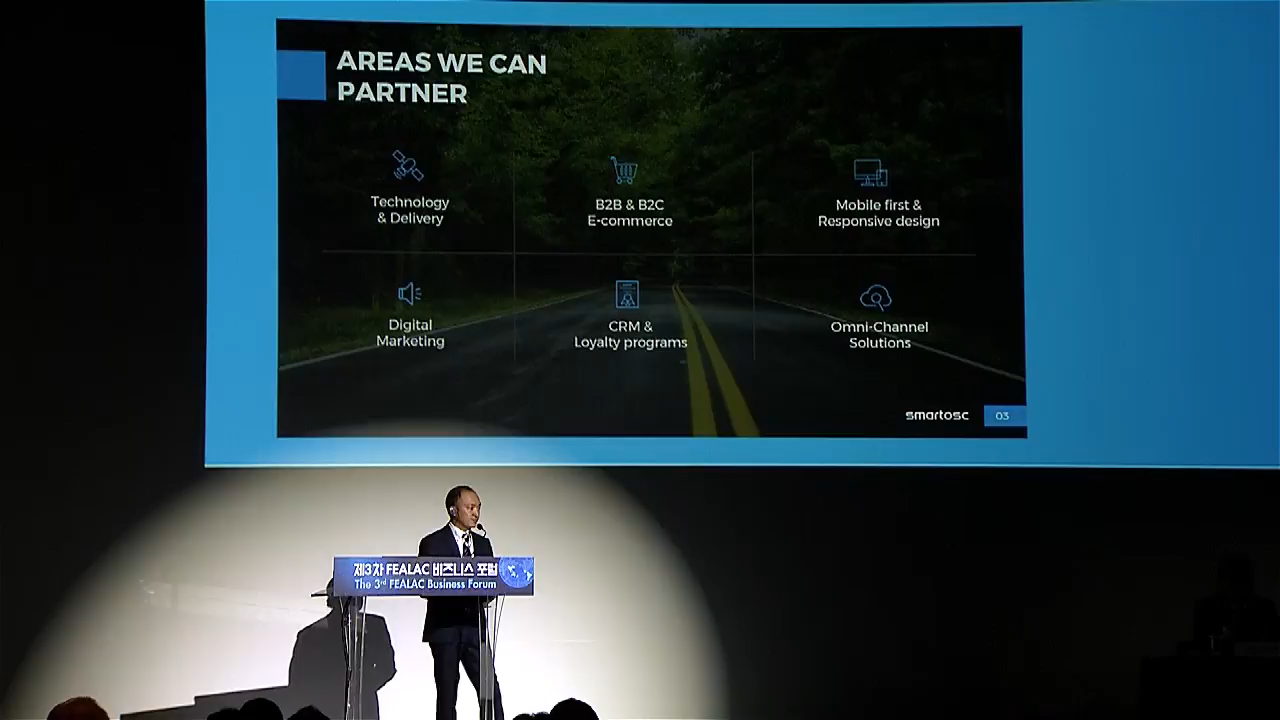 AREAS WE CAN
PARTNER
Technology
& Delivery
B2B & B2C
E-commerce
Mobile first &
Responsive design
Digital
Marketing
CRM &
Loyalty programs
Omni-Channel
Solutions
smartosc
03
제3차 FEALAC 비즈니스 포럼
The 3rd FEALAC Business Forum